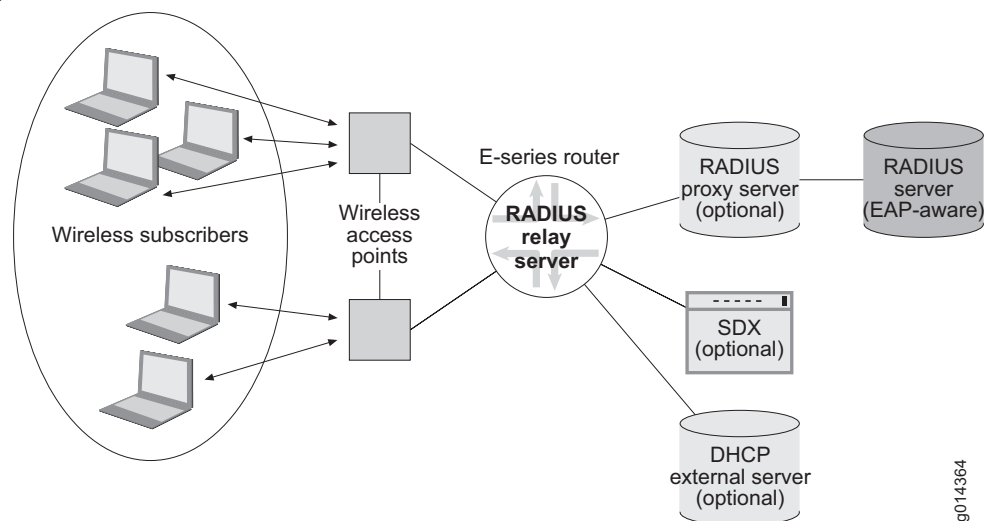 Wireless subscribers
Wireless
access
points
E-series router
RADIUS
relay
server
RADIUS
proxy server
(optional)
RADIUS
server
(EAP-aware)
SDX
(optional)
DHCP
external server
(optional)
g014364